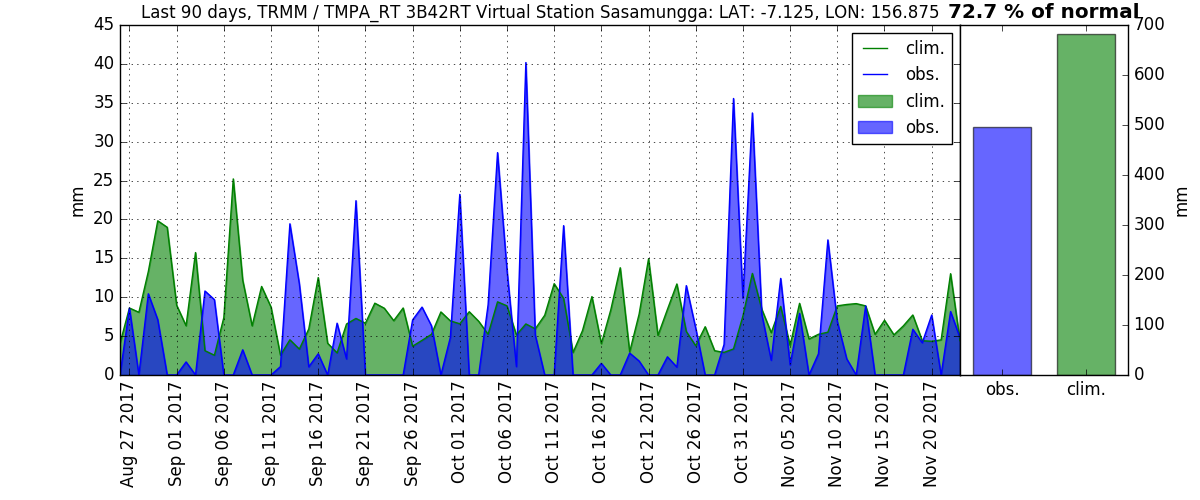 Last 90 days, TRMM / TMPA_RT 3B42RT Virtual Station Sasamungga: LAT: -7.125, LON: 156.875 72.7 % of normal
45
40
35
30
25
20
15
10
5
0
mm
clim.
obs.
clim.
obs.
700
600
500
400
300
200
100
0
mm
obs. clim.
Aug 27 2017
Sep 01 2017
Sep 06 2017
Sep 11 2017
Sep 16 2017
Sep 21 2017
Sep 26 2017
Oct 01 2017
Oct 06 2017
Oct 11 2017
Oct 16 2017
Oct 21 2017
Oct 26 2017
Oct 31 2017
Nov 05 2017
Nov 10 2017
Nov 15 2017
Nov 20 2017